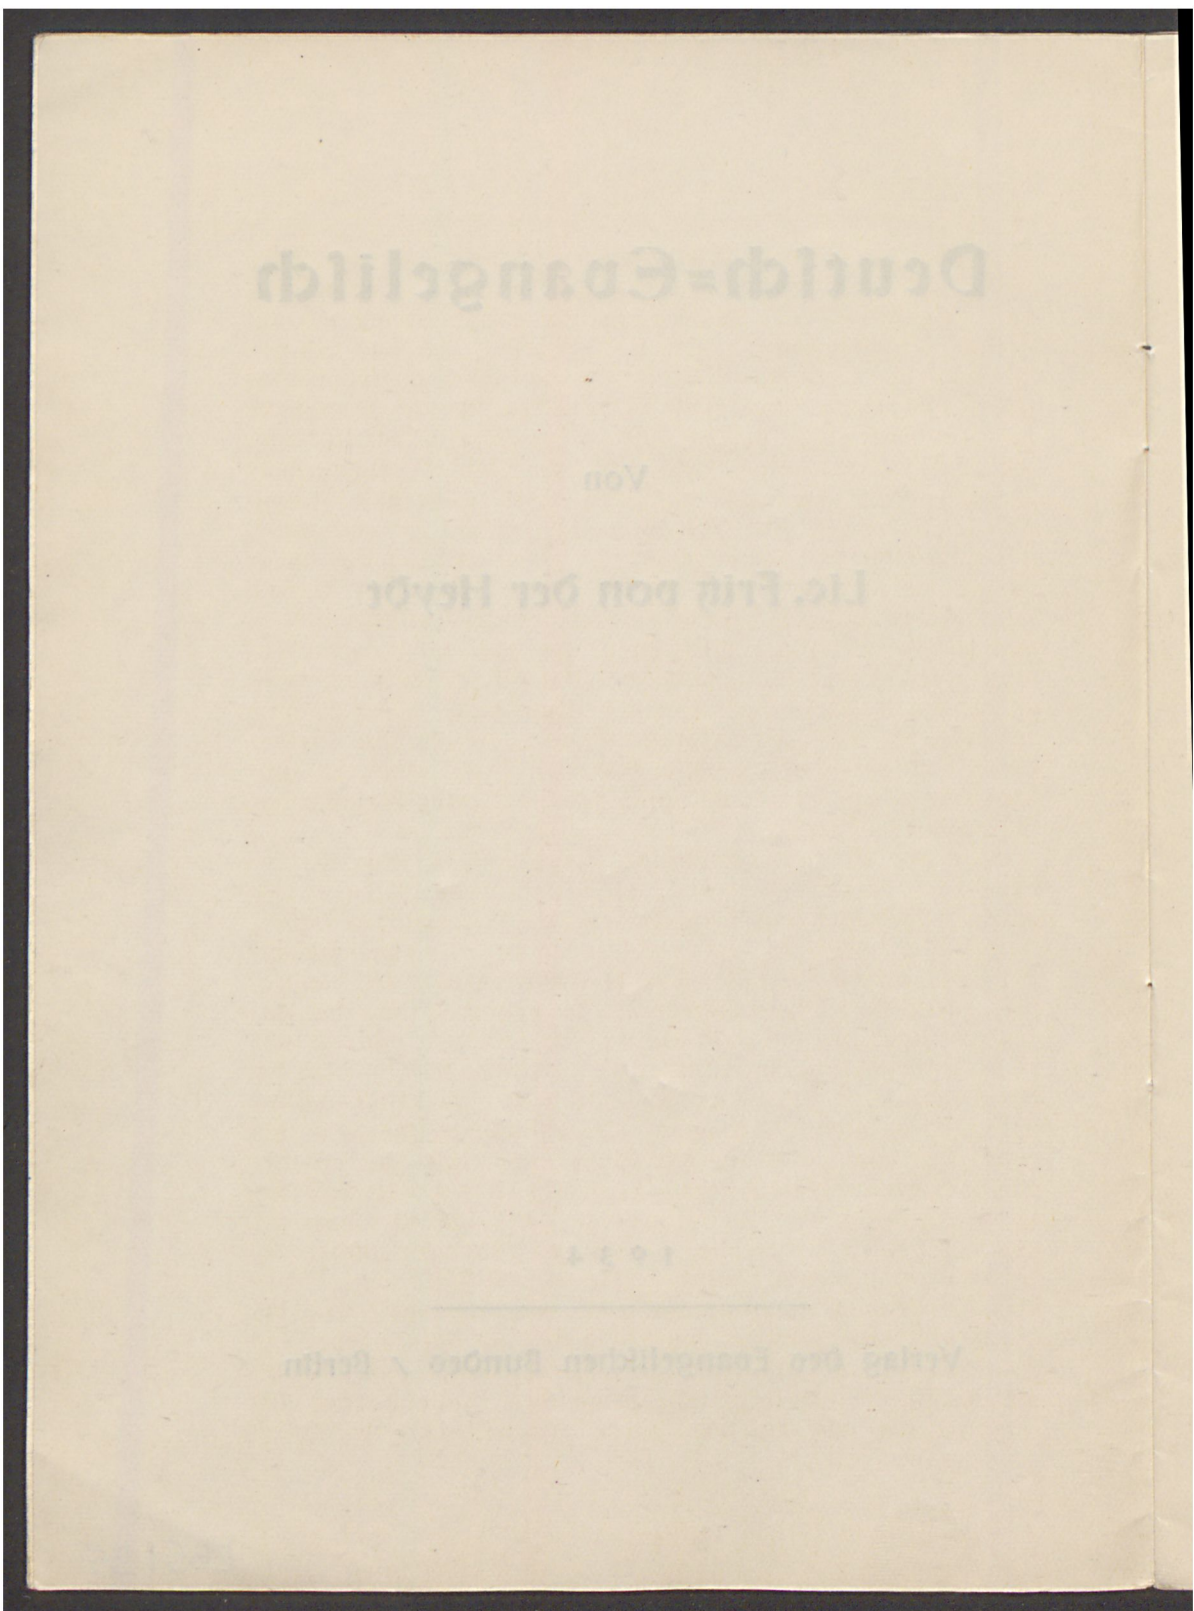 Deutsch=Evangelisch
Von
Lic. Fritz von der Heydt
1934
Verlag des Evangelischen Bundes / Berlin